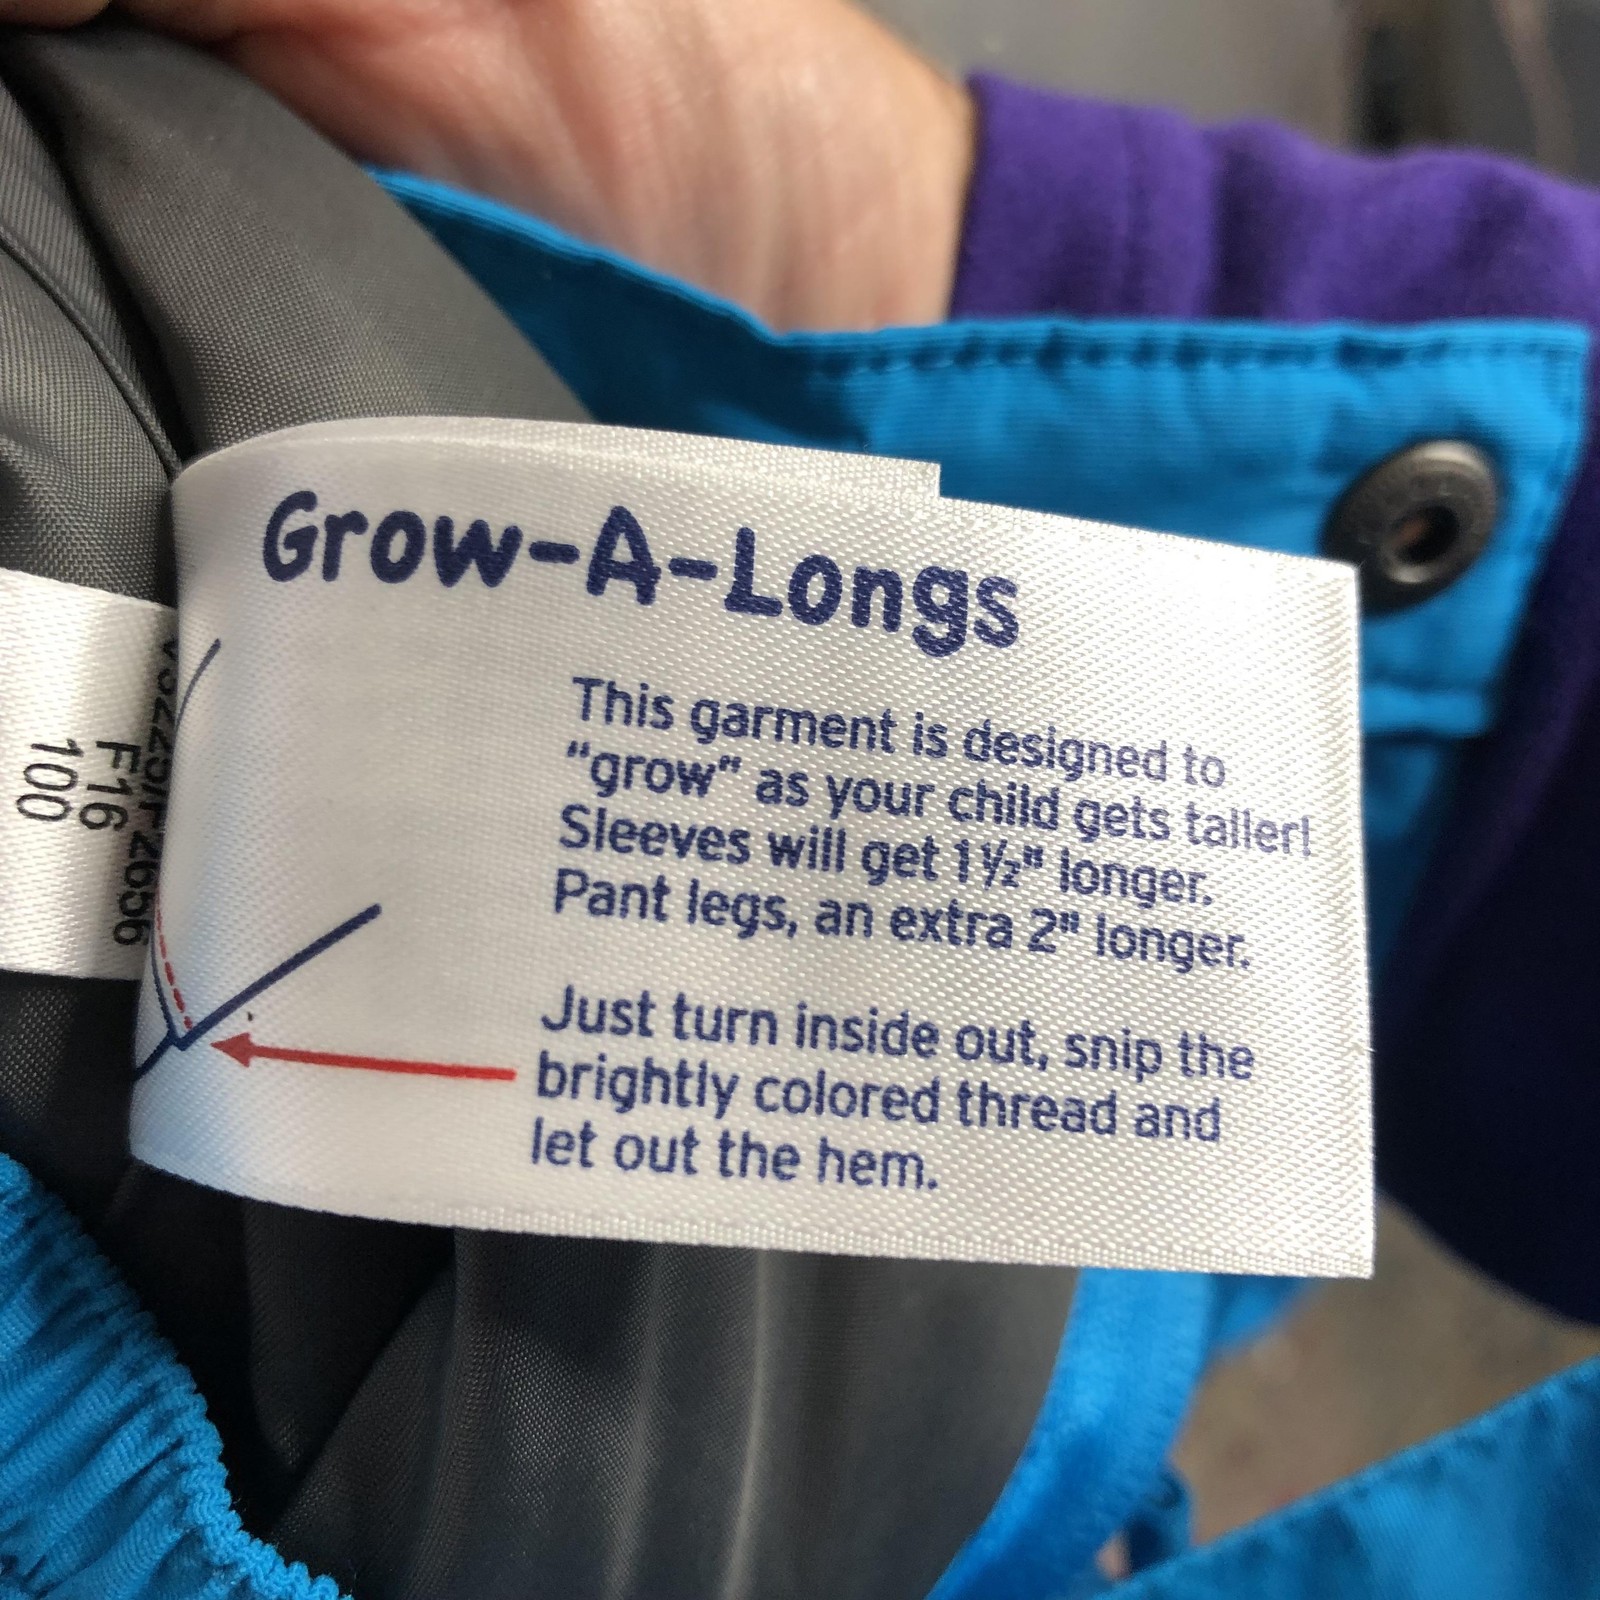 Grow-A-Longs
This garment is designed to
"grow" as your child gets taller!
Sleeves will get 1½" longer.
Pant legs, an extra 2" longer.
Just turn inside out, snip the
brightly colored thread and
let out the hem.
F16
100